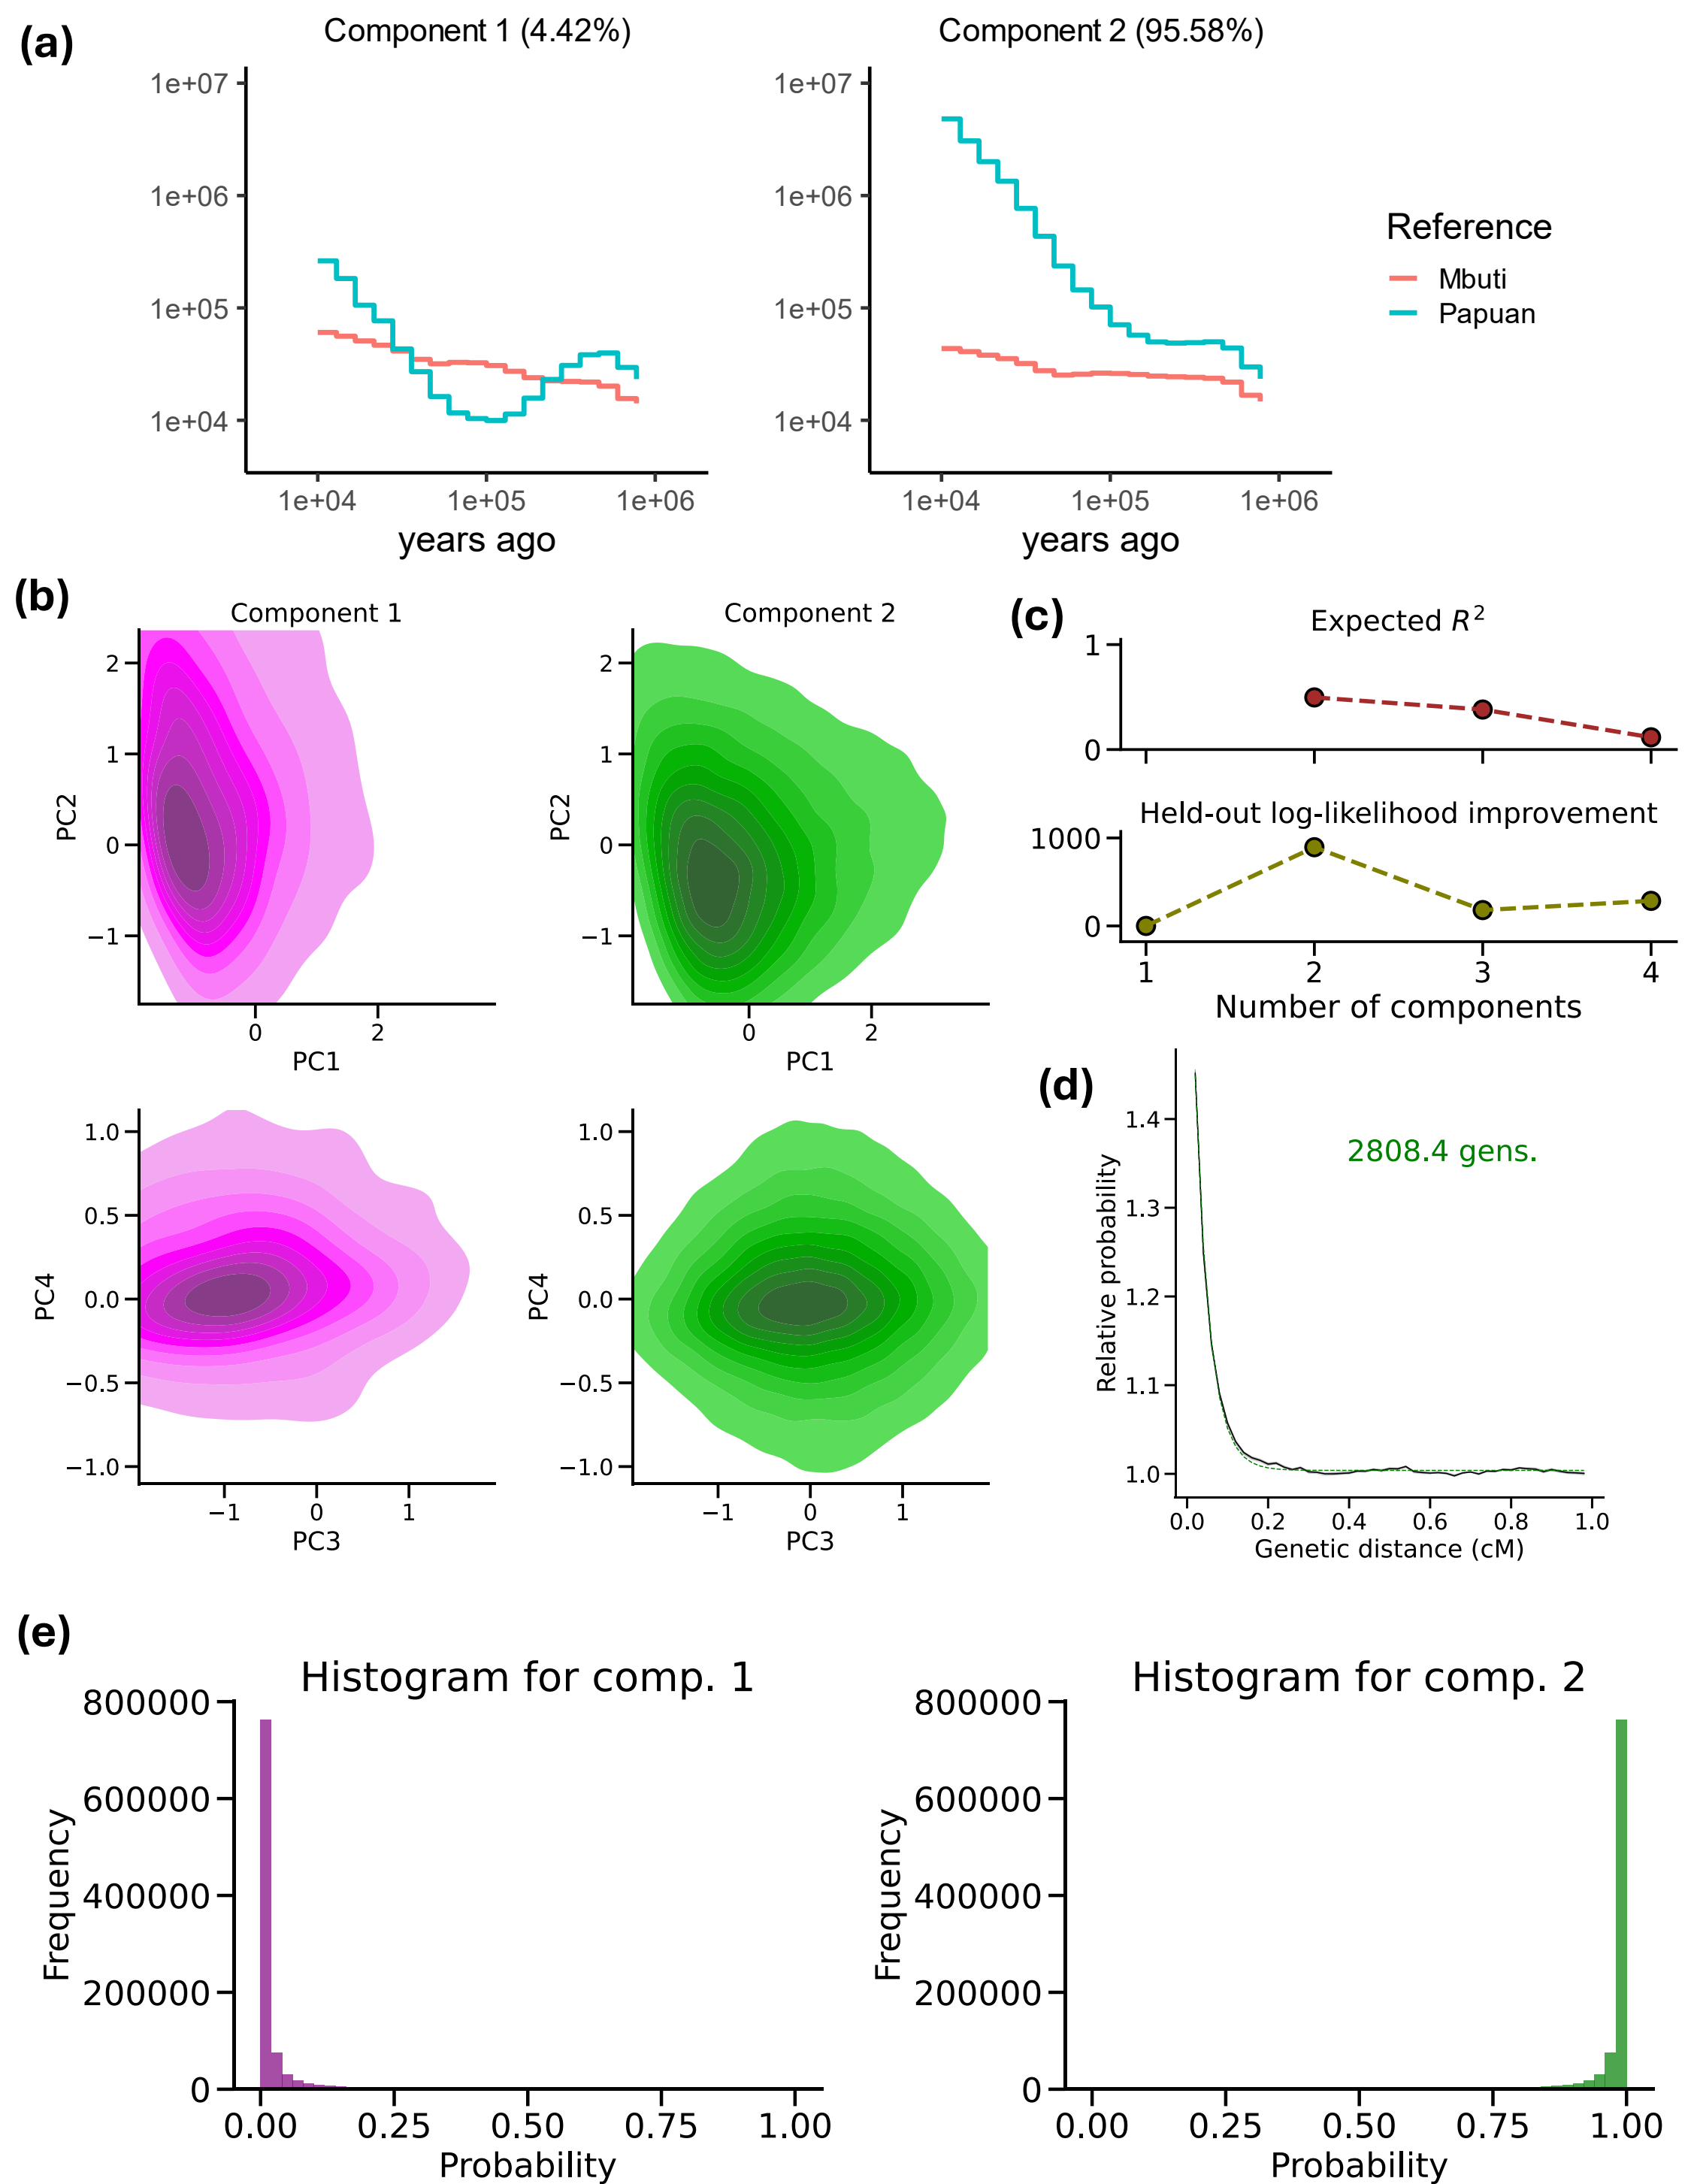 (a)
Component 1 (4.42%)
Component 2 (95.58%)
1e+07
1e+06
1e+05
1e+04
1e+04 1e+05 1e+06
years ago
1e+07
1e+06
1e+05
1e+04
1e+04 1e+05 1e+06
years ago
Reference
Mbuti
Papuan
(b)
Component 1
PC2
2
1
0
−1
0 2
PC1
Component 2
PC2
2
1
0
−1
0 2
PC1
PC4
1.0
0.5
0.0
−0.5
−1.0
−1 0 1
PC3
PC4
1.0
0.5
0.0
−0.5
−1.0
−1 0 1
PC3
(c)
Expected R²
1
0
Held-out log-likelihood improvement
1000
0
1 2 3 4
Number of components
(d)
2808.4 gens.
Relative probability
1.4
1.3
1.2
1.1
1.0
0.0 0.2 0.4 0.6 0.8 1.0
Genetic distance (cM)
(e)
Histogram for comp. 1
Frequency
800000
600000
400000
200000
0
0.00 0.25 0.50 0.75 1.00
Probability
Histogram for comp. 2
Frequency
800000
600000
400000
200000
0
0.00 0.25 0.50 0.75 1.00
Probability